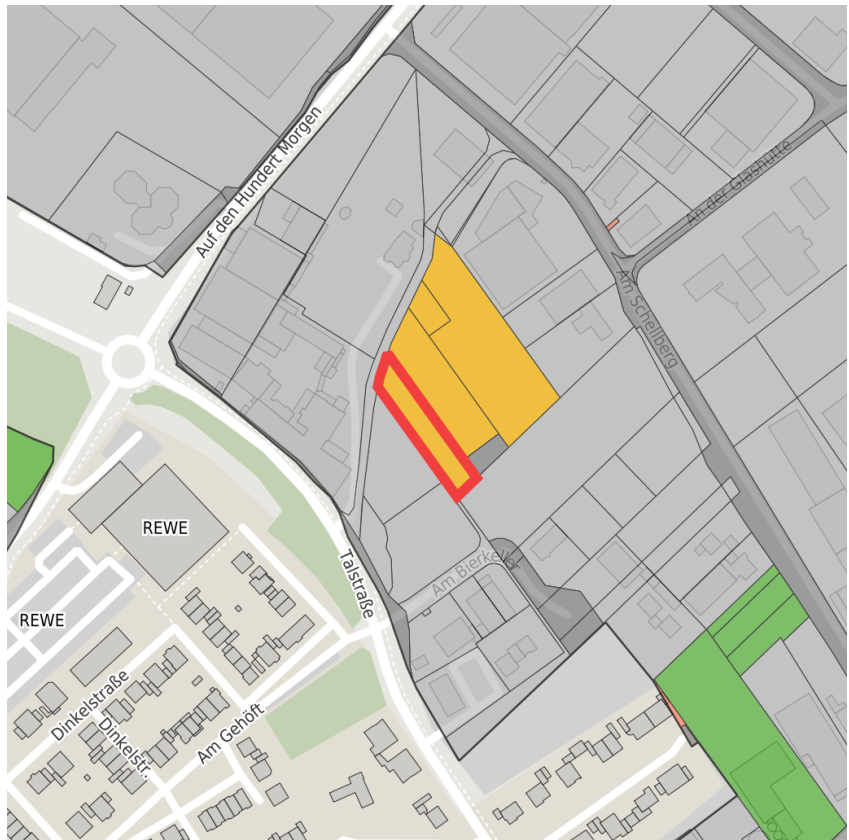 Auf den Hundert Morgen
An der Glashütte
Am Schellberg
REWE
Talstraße
Am Bierkeller
REWE
Dinkelstraße
Dinkelstr.
Am Gehöft